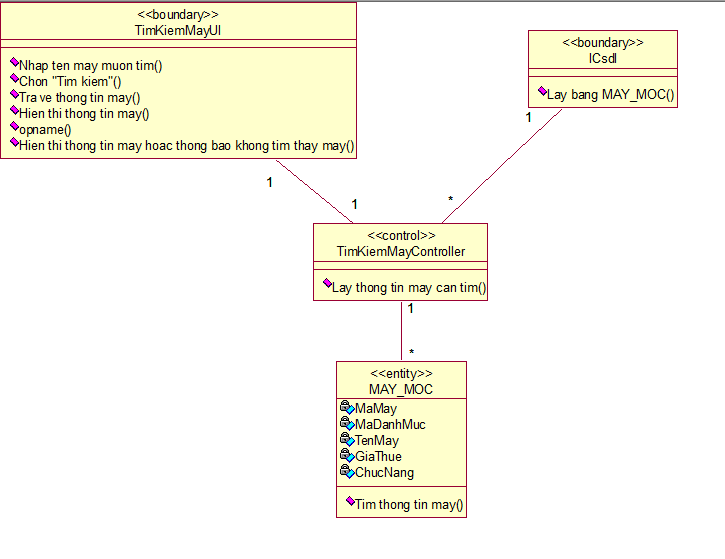 <<boundary>>
TimKiemMayUI
Nhap ten may muon tim()
Chon "Tim kiem"()
Tra ve thong tin may()
Hien thi thong tin may()
opname()
Hien thi thong tin may hoac thong bao khong tim thay may()
<<boundary>>
ICsdl
Lay bang MAY_MOC()
1
*
1
1
<<control>>
TimKiemMayController
Lay thong tin may can tim()
1
*
<<entity>>
MAY_MOC
MaMay
MaDanhMuc
TenMay
GiaThue
ChucNang
Tim thong tin may()